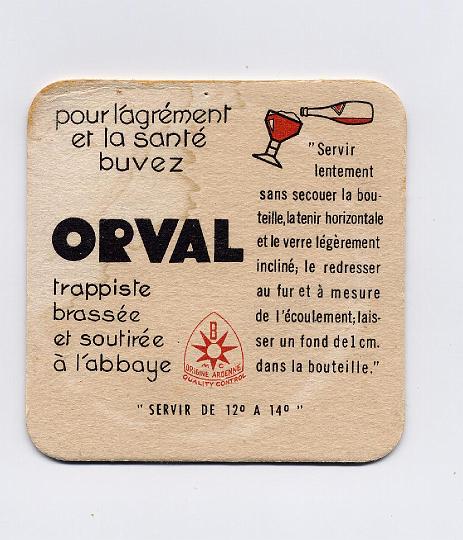 pour l'agrément
et la santé
buvez
ORVAL
trappiste
brassée
et soutirée
à l'abbaye
B
M C
ORIGINE ARDENNE
QUALITY CONTROL
"Servir
lentement
sans secouer la bou-
teille, la tenir horizontale
et le verre légèrement
incliné; le redresser
au fur et à mesure
de l'écoulement; lais-
ser un fond de 1 cm.
dans la bouteille."
" SERVIR DE 12º A 14º "